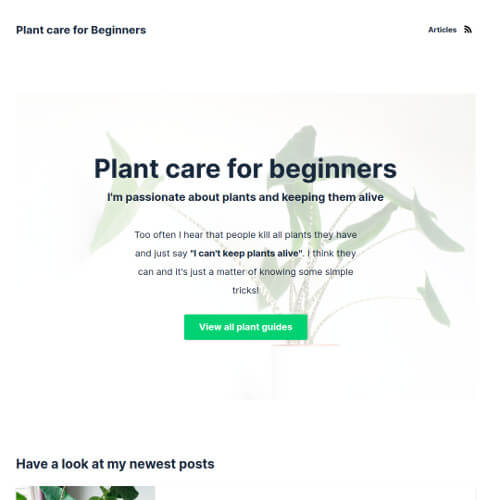 Plant care for Beginners
Articles
Plant care for beginners
I'm passionate about plants and keeping them alive
Too often I hear that people kill all plants they have
and just say "I can't keep plants alive". I think they
can and it's just a matter of knowing some simple
tricks!
View all plant guides
Have a look at my newest posts